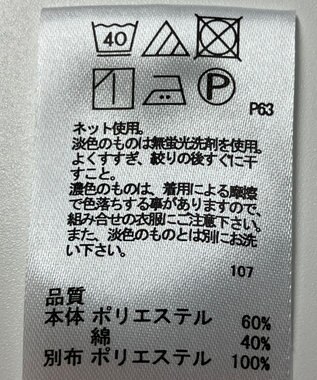 40
P
P63
ネット使用。
淡色のものは無蛍光洗剤を使用。
よくすすぎ、絞りの後すぐに干
すこと。
濃色のものは、着用による摩擦
で色落ちする事がありますので、
組み合せの衣服にご注意下さい。
また、淡色のものとは別にお洗
い下さい。
107
品質
本体 ポリエステル 60%
綿 40%
別布 ポリエステル 100%